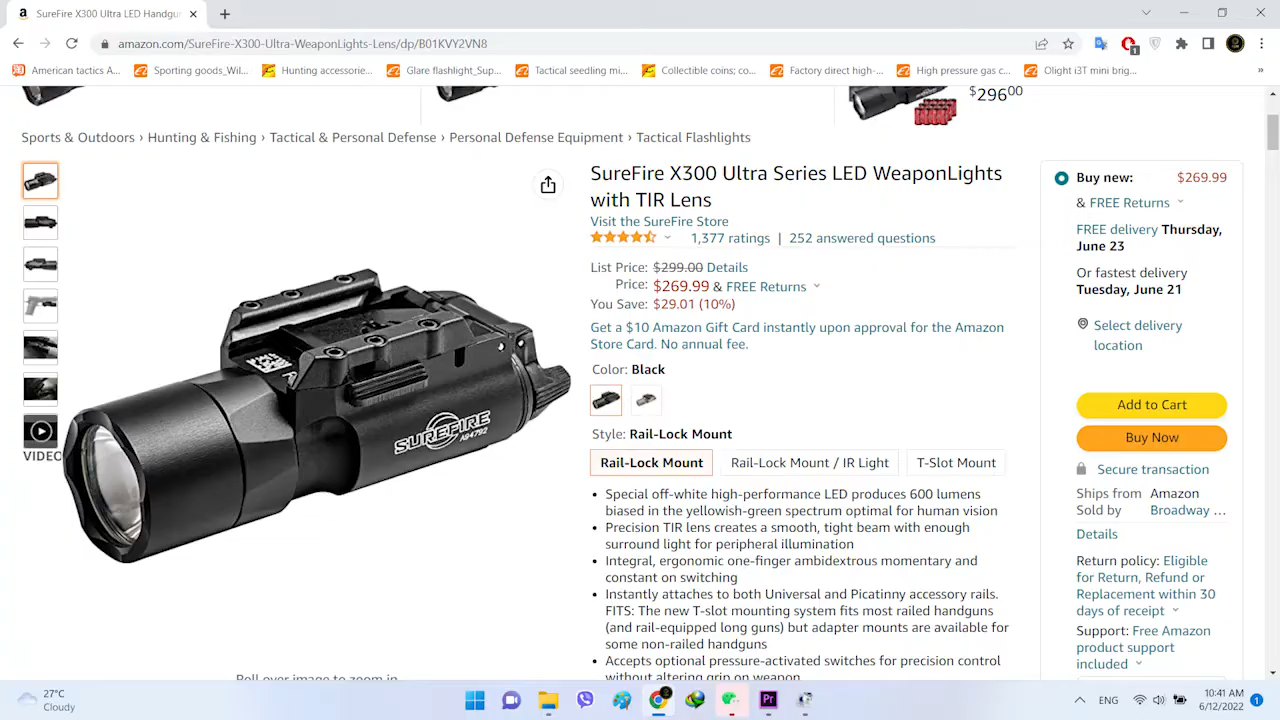 SureFire X300 Ultra LED Handgu
amazon.com/SureFire-X300-Ultra-WeaponLights-Lens/dp/B01KVY2VN8
1
American tactics A...
Sporting goods_Wil...
Hunting accessorie...
Glare flashlight_Sup...
Tactical seedling mi...
Collectible coins; co...
Factory direct high-...
High pressure gas c...
Olight i3T mini brig...
»
$29600
Sports & Outdoors › Hunting & Fishing › Tactical & Personal Defense › Personal Defense Equipment › Tactical Flashlights
VIDEO
SUREFIRE
A94792
Roll over image to zoom in
SureFire X300 Ultra Series LED WeaponLights
with TIR Lens
Visit the SureFire Store
1,377 ratings | 252 answered questions
List Price: $299.00 Details
Price: $269.99 & FREE Returns
You Save: $29.01 (10%)
Get a $10 Amazon Gift Card instantly upon approval for the Amazon
Store Card. No annual fee.
Color: Black
Style: Rail-Lock Mount
Rail-Lock Mount
Rail-Lock Mount / IR Light
T-Slot Mount
• Special off-white high-performance LED produces 600 lumens
biased in the yellowish-green spectrum optimal for human vision
• Precision TIR lens creates a smooth, tight beam with enough
surround light for peripheral illumination
• Integral, ergonomic one-finger ambidextrous momentary and
constant on switching
• Instantly attaches to both Universal and Picatinny accessory rails.
FITS: The new T-slot mounting system fits most railed handguns
(and rail-equipped long guns) but adapter mounts are available for
some non-railed handguns
• Accepts optional pressure-activated switches for precision control
without altering grip on weapon
Buy new: $269.99
& FREE Returns
FREE delivery Thursday,
June 23
Or fastest delivery
Tuesday, June 21
Select delivery
location
Add to Cart
Buy Now
Secure transaction
Ships from Amazon
Sold by Broadway ...
Details
Return policy: Eligible
for Return, Refund or
Replacement within 30
days of receipt
Support: Free Amazon
product support
included
27°C
Cloudy
Pr
ENG
10:41 AM
6/12/2022
1